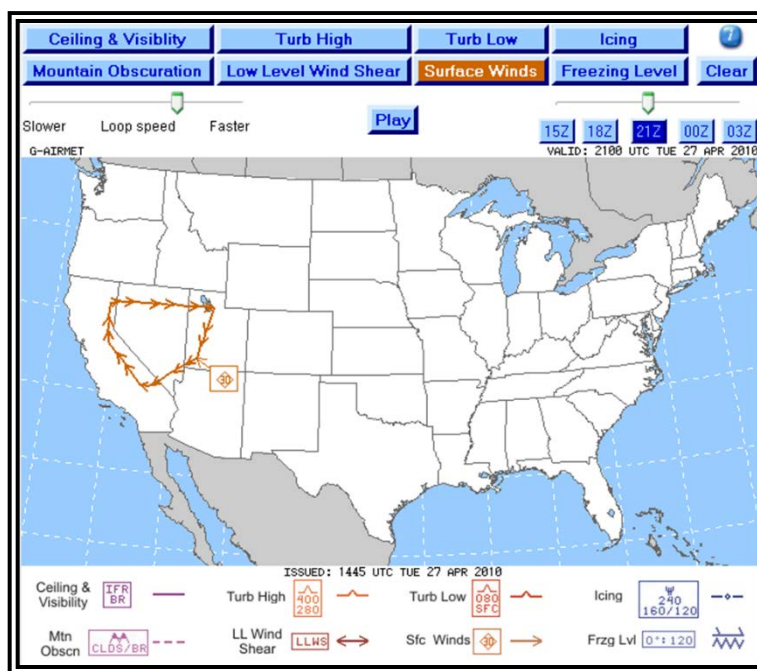 Ceiling & Visiblity Turb High Turb Low Icing ?
Mountain Obscuration Low Level Wind Shear Surface Winds Freezing Level Clear
Slower Loop speed Faster Play 15Z 18Z 21Z 00Z 03Z
G-AIRMET VALID: 2100 UTC TUE 27 APR 2010
30
ISSUED: 1445 UTC TUE 27 APR 2010
Ceiling & Visibility IFR BR Turb High 400 280 Turb Low 080 SFC Icing 240 160/120
Mtn Obscn CLDS/BR LL Wind Shear LLWS Sfc Winds 30 Frzg Lvl 0°:120